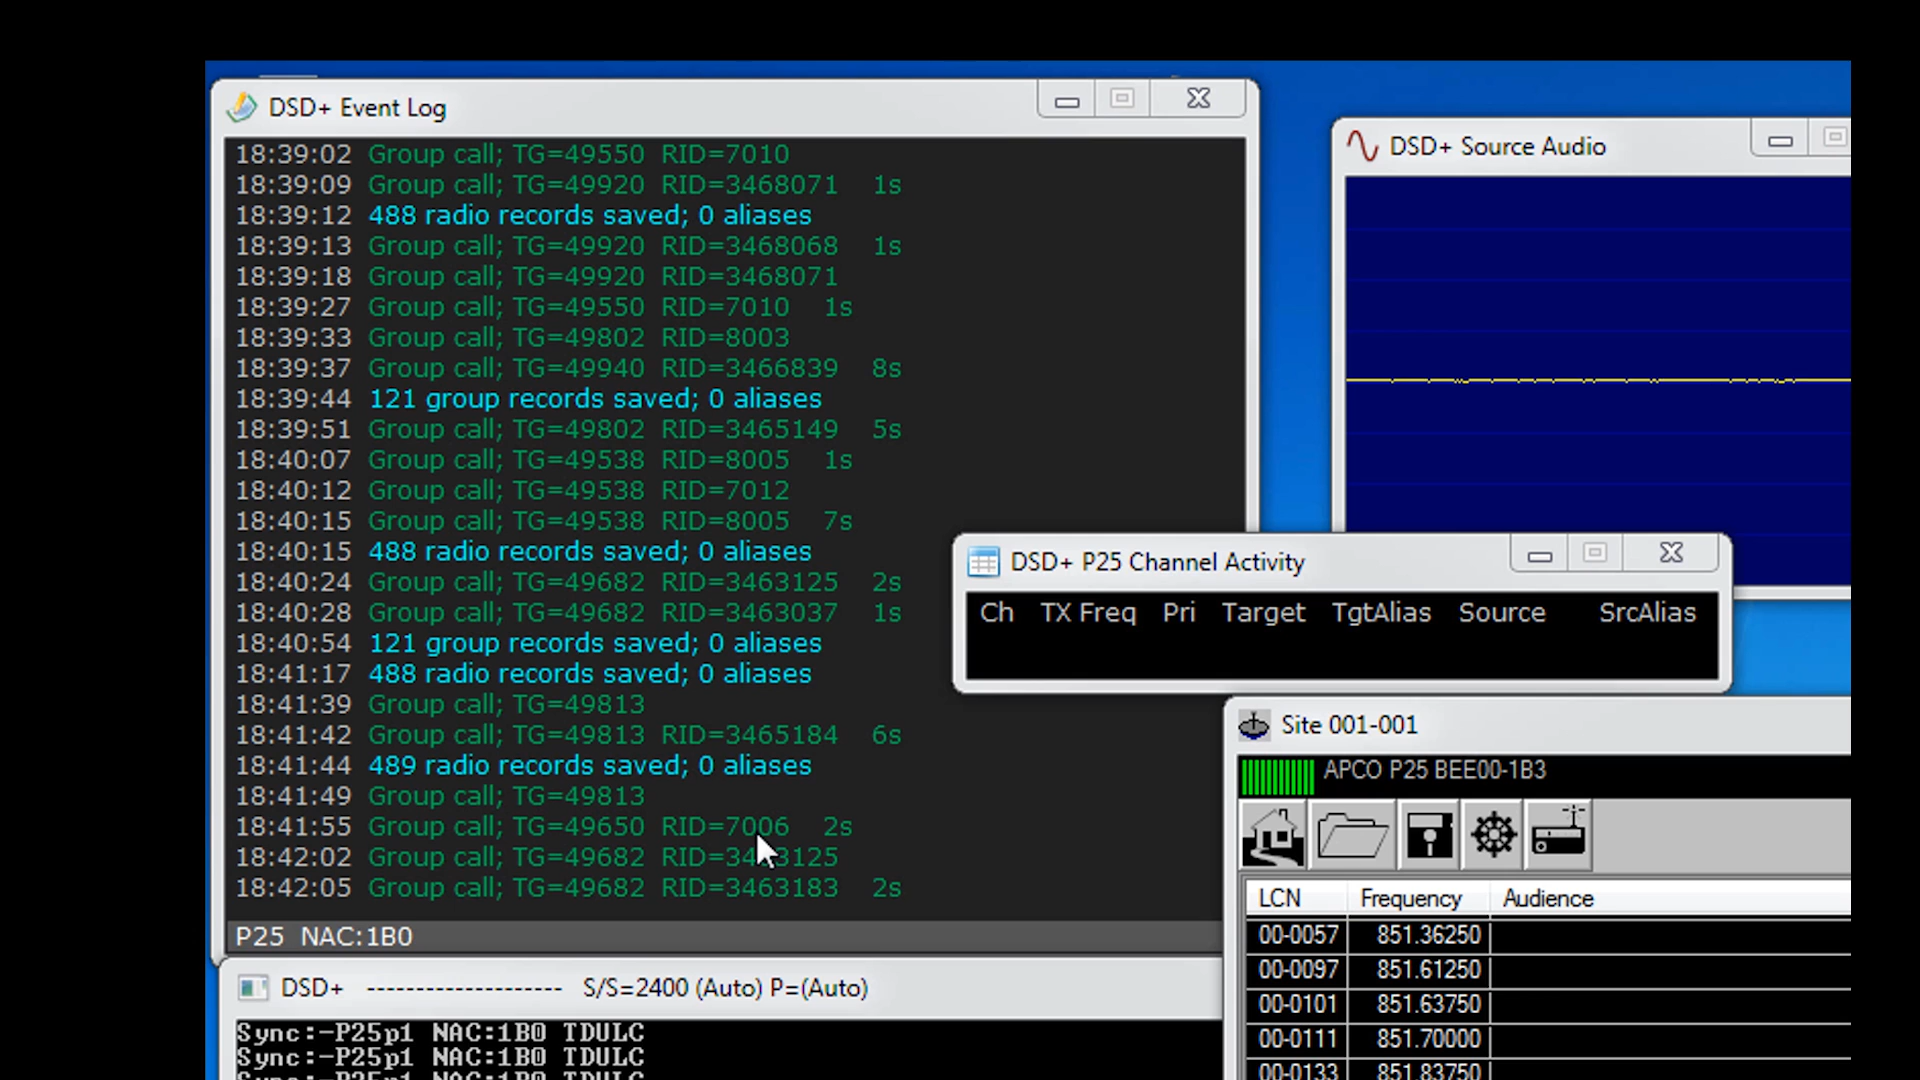 DSD+ Event Log
18:39:02 Group call; TG=49550 RID=7010
18:39:09 Group call; TG=49920 RID=3468071 1s
18:39:12 488 radio records saved; 0 aliases
18:39:13 Group call; TG=49920 RID=3468068 1s
18:39:18 Group call; TG=49920 RID=3468071
18:39:27 Group call; TG=49550 RID=7010 1s
18:39:33 Group call; TG=49802 RID=8003
18:39:37 Group call; TG=49940 RID=3466839 8s
18:39:44 121 group records saved; 0 aliases
18:39:51 Group call; TG=49802 RID=3465149 5s
18:40:07 Group call; TG=49538 RID=8005 1s
18:40:12 Group call; TG=49538 RID=7012
18:40:15 Group call; TG=49538 RID=8005 7s
18:40:15 488 radio records saved; 0 aliases
18:40:24 Group call; TG=49682 RID=3463125 2s
18:40:28 Group call; TG=49682 RID=3463037 1s
18:40:54 121 group records saved; 0 aliases
18:41:17 488 radio records saved; 0 aliases
18:41:39 Group call; TG=49813
18:41:42 Group call; TG=49813 RID=3465184 6s
18:41:44 489 radio records saved; 0 aliases
18:41:49 Group call; TG=49813
18:41:55 Group call; TG=49650 RID=7006 2s
18:42:02 Group call; TG=49682
18:42:05 Group call; TG=49682 RID=3463183 2s
P25 NAC:1B0
DSD+ -------------------- S/S=2400 (Auto) P=(Auto)
Sync:-P25p1 NAC:1B0 TDULC
Sync:-P25p1 NAC:1B0 TDULC
Sync:-P25p1 NAC:1B0 TDULC
DSD+ Source Audio
DSD+ P25 Channel Activity
Ch TX Freq Pri Target TgtAlias Source SrcAlias
Site 001-001
APCO P25 BEE00-1B3
LCN Frequency Audience
00-0057 851.36250
00-0097 851.61250
00-0101 851.63750
00-0111 851.70000
00-0133 851.83750